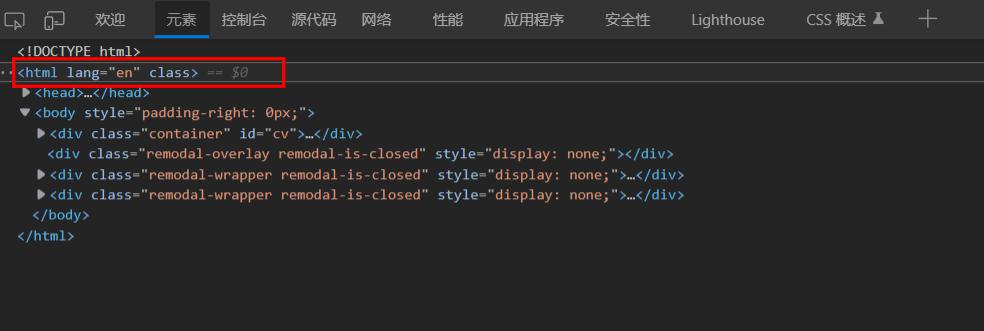 欢迎 元素 控制台 源代码 网络 性能 应用程序 安全性 Lighthouse CSS 概述
<!DOCTYPE html>
··<html lang="en" class> == $0
<head>…</head>
<body style="padding-right: 0px;">
<div class="container" id="cv">…</div>
<div class="remodal-overlay remodal-is-closed" style="display: none;"></div>
<div class="remodal-wrapper remodal-is-closed" style="display: none;">…</div>
<div class="remodal-wrapper remodal-is-closed" style="display: none;">…</div>
</body>
</html>